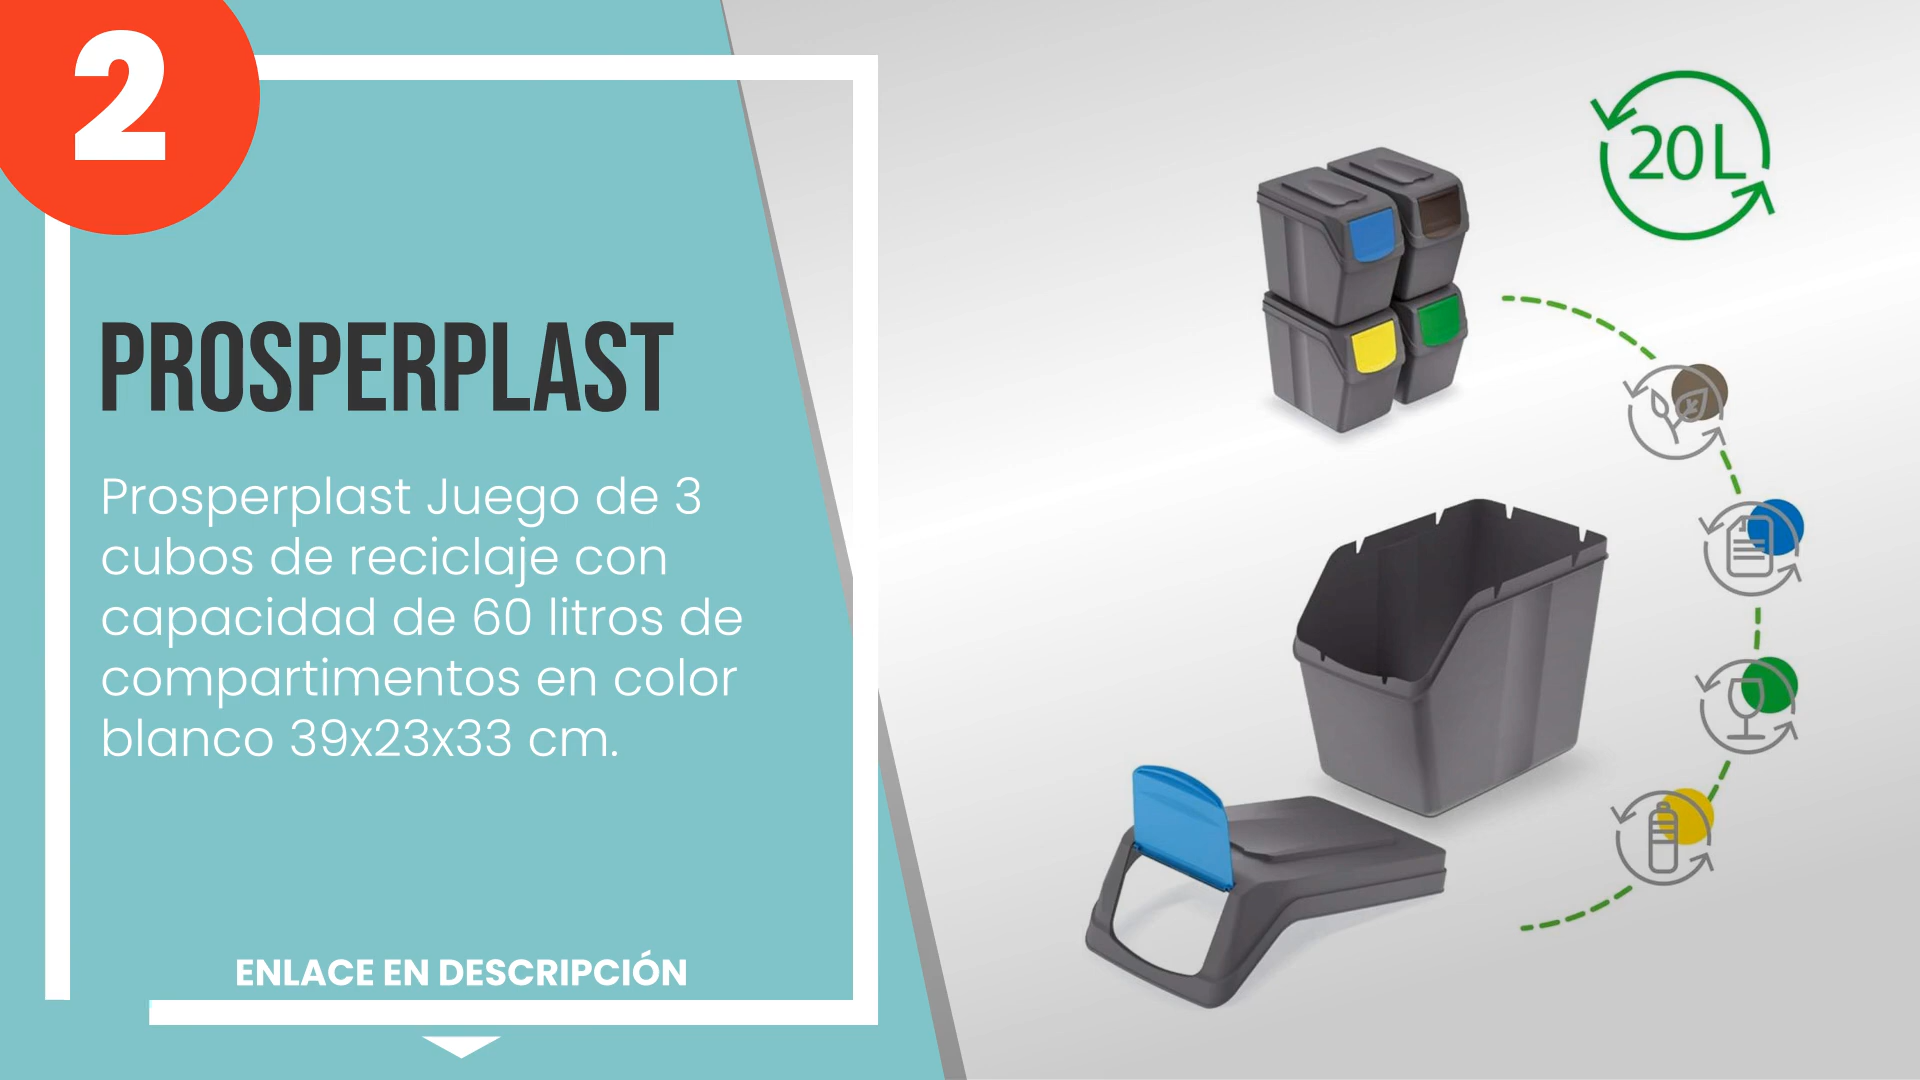 2
PROSPERPLAST
Prosperplast Juego de 3
cubos de reciclaje con
capacidad de 60 litros de
compartimentos en color
blanco 39x23x33 cm.
ENLACE EN DESCRIPCIÓN
20L